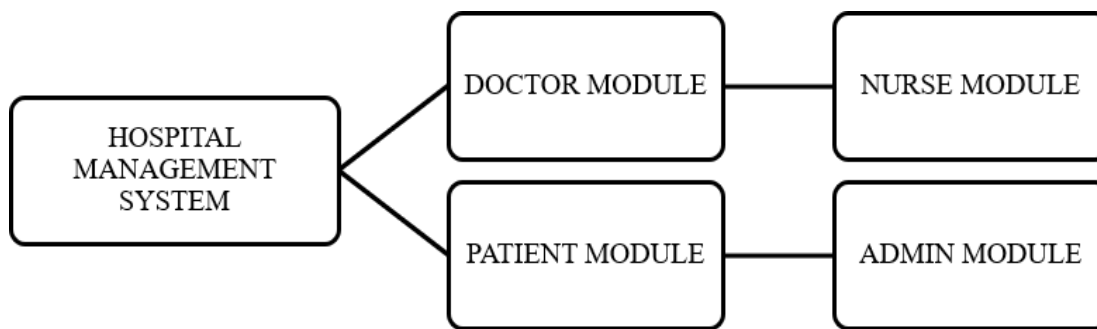 HOSPITAL
MANAGEMENT
SYSTEM
DOCTOR MODULE
NURSE MODULE
PATIENT MODULE
ADMIN MODULE